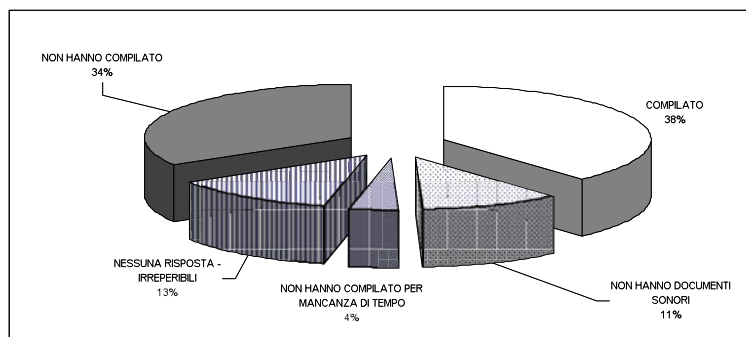 NON HANNO COMPILATO
34%
COMPILATO
38%
NESSUNA RISPOSTA -
IRREPERIBILI
13%
NON HANNO COMPILATO PER
MANCANZA DI TEMPO
4%
NON HANNO DOCUMENTI
SONORI
11%